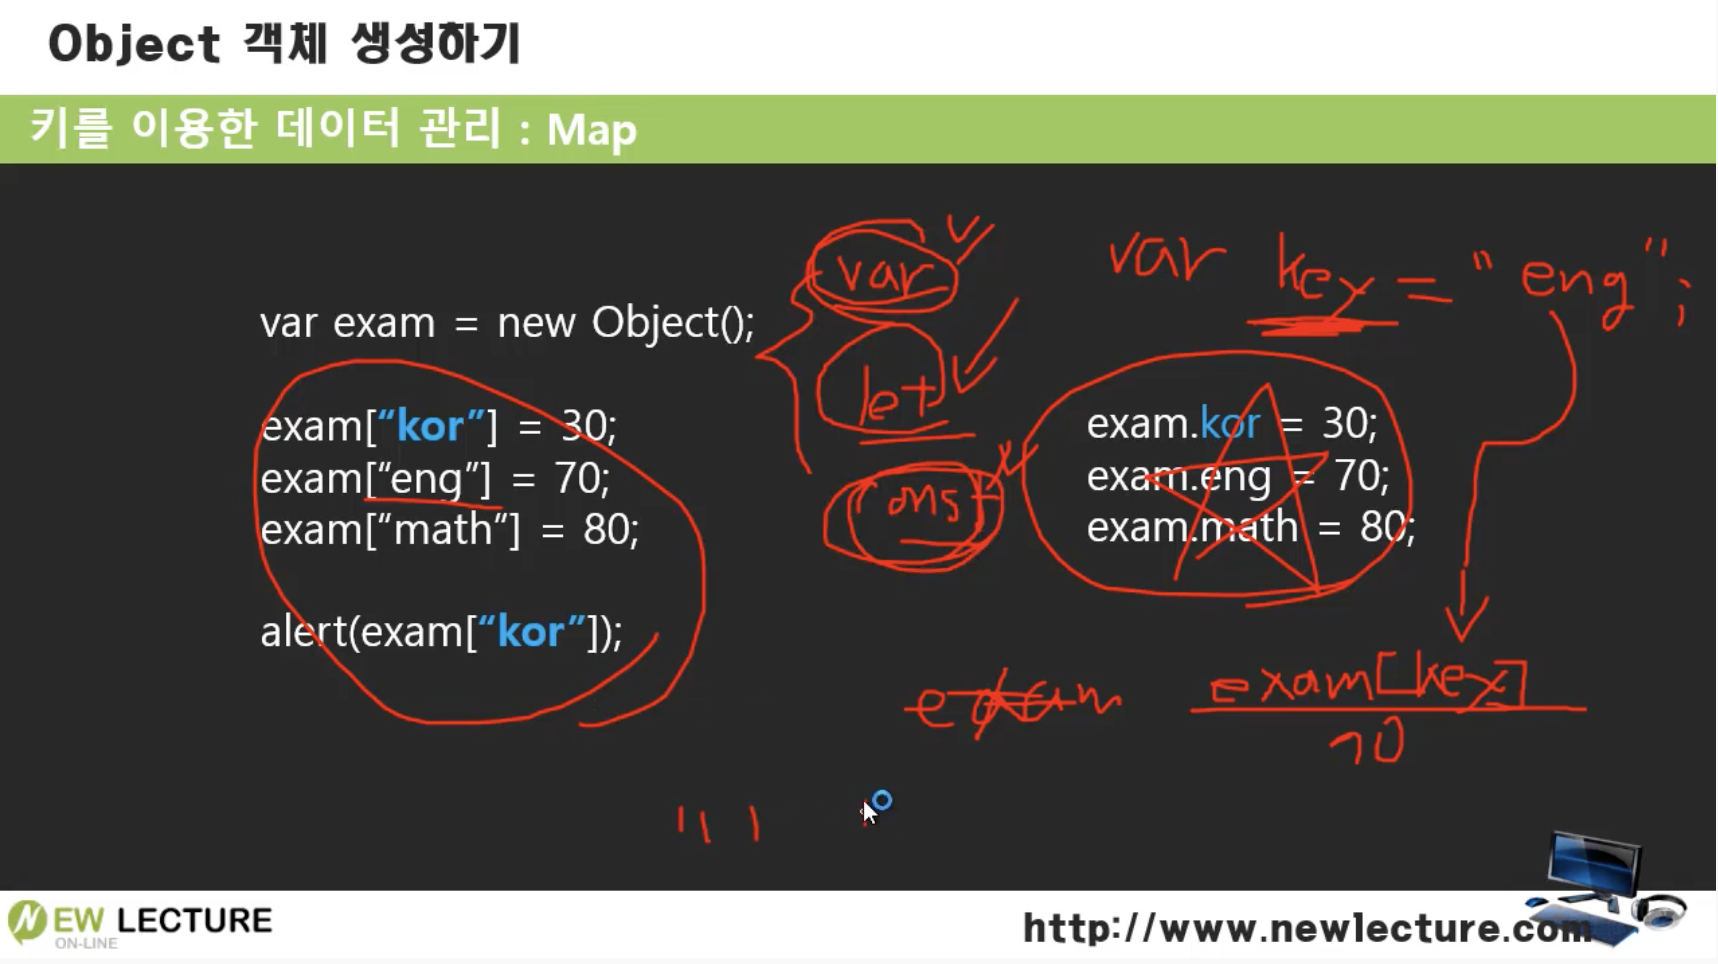 Object 객체 생성하기
키를 이용한 데이터 관리 : Map
var exam = new Object();
exam[“kor”] = 30;
exam[“eng”] = 70;
exam[“math“] = 80;
alert(exam[“kor”]);
var
let
var key = "eng";
exam.kor = 30;
exam.eng = 70;
exam.math = 80;
exam[key]
70
NEW LECTURE
ON-LINE
http://www.newlecture.com